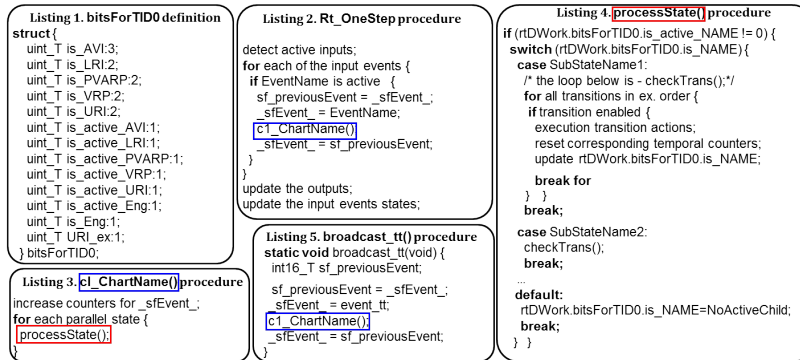 Listing 1. bitsForTID0 definition
struct {
uint_T is_AVI:3;
uint_T is_LRI:2;
uint_T is_PVARP:2;
uint_T is_VRP:2;
uint_T is_URI:2;
uint_T is_active_AVI:1;
uint_T is_active_LRI:1;
uint_T is_active_PVARP:1;
uint_T is_active_VRP:1;
uint_T is_active_URI:1;
uint_T is_active_Eng:1;
uint_T is_Eng:1;
uint_T URI_ex:1;
} bitsForTID0;
Listing 2. Rt_OneStep procedure
detect active inputs;
for each of the input events {
if EventName is active {
sf_previousEvent = _sfEvent_;
_sfEvent_ = EventName;
c1_ChartName()
_sfEvent_ = sf_previousEvent;
}
}
update the outputs;
update the input events states;
Listing 3. cl_ChartName() procedure
increase counters for _sfEvent_;
for each parallel state {
processState();
}
Listing 5. broadcast_tt() procedure
static void broadcast_tt(void) {
int16_T sf_previousEvent;
sf_previousEvent = _sfEvent_;
_sfEvent_ = event_tt;
c1_ChartName();
_sfEvent_ = sf_previousEvent;
}
Listing 4. processState() procedure
if (rtDWork.bitsForTID0.is_active_NAME != 0) {
switch (rtDWork.bitsForTID0.is_NAME) {
case SubStateName1:
/* the loop below is - checkTrans();*/
for all transitions in ex. order {
if transition enabled {
execution transition actions;
reset corresponding temporal counters;
update rtDWork.bitsForTID0.is_NAME;
break for
} }
break;
case SubStateName2:
checkTrans();
break;
...
default:
rtDWork.bitsForTID0.is_NAME=NoActiveChild;
break;
} }